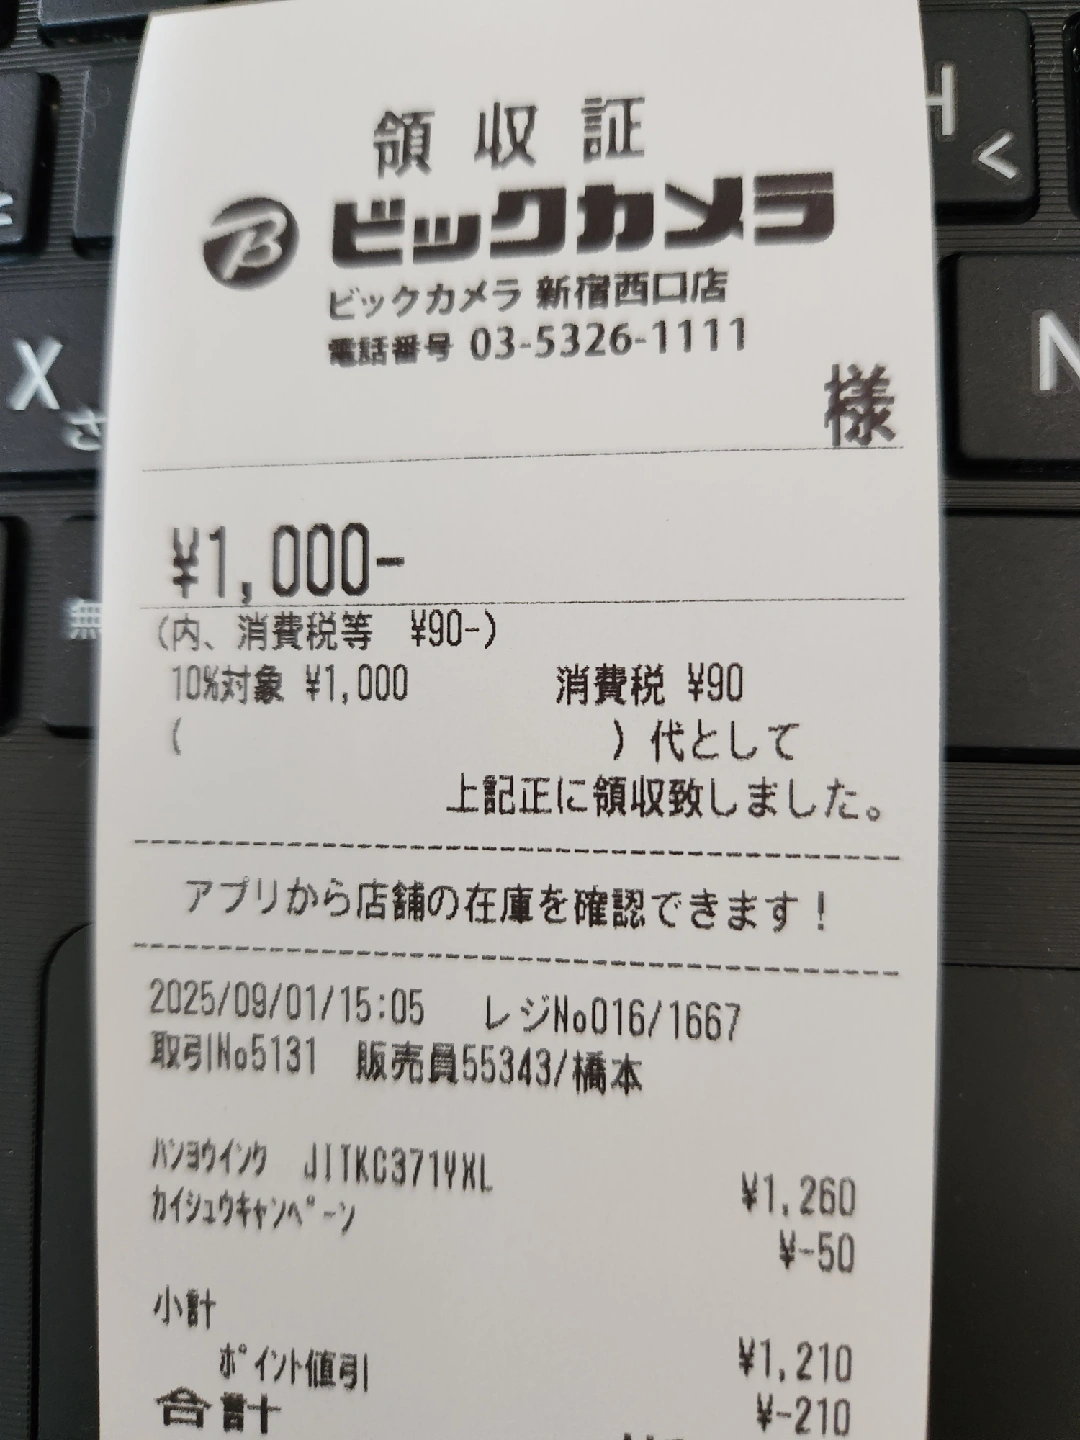 領収証
ビックカメラ
ビックカメラ 新宿西口店
電話番号 03-5326-1111
様
¥1,000-
(内、消費税等 ¥90-)
10%対象 ¥1,000 消費税 ¥90
( ) 代として
上記正に領収致しました。
アプリから店舗の在庫を確認できます!
2025/09/01/15:05 レジNo016/1667
取引No5131 販売員55343/橋本
ハンヨウインク JITKC371YXL
¥1,260
カイシュウキャンペーン
¥-50
小計
¥1,210
ポイント値引
¥-210
合計
H
く
X
さ
N
無